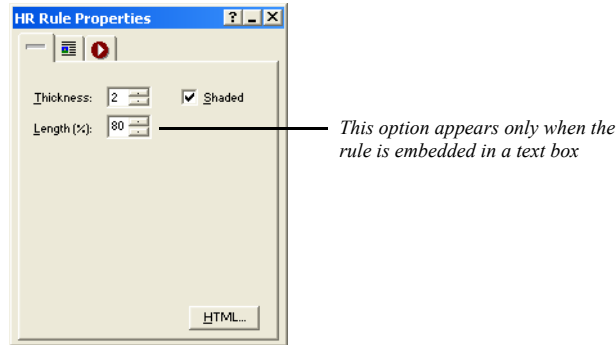 HR Rule Properties
Thickness: 2 Shaded
Length (%): 80
This option appears only when the
rule is embedded in a text box
HTML...